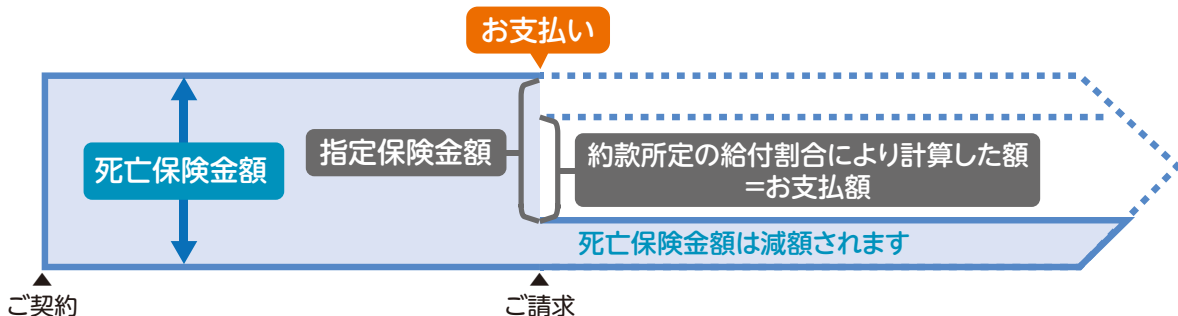 お支払い
死亡保険金額
指定保険金額
約款所定の給付割合により計算した額
＝お支払額
死亡保険金額は減額されます
ご契約
ご請求